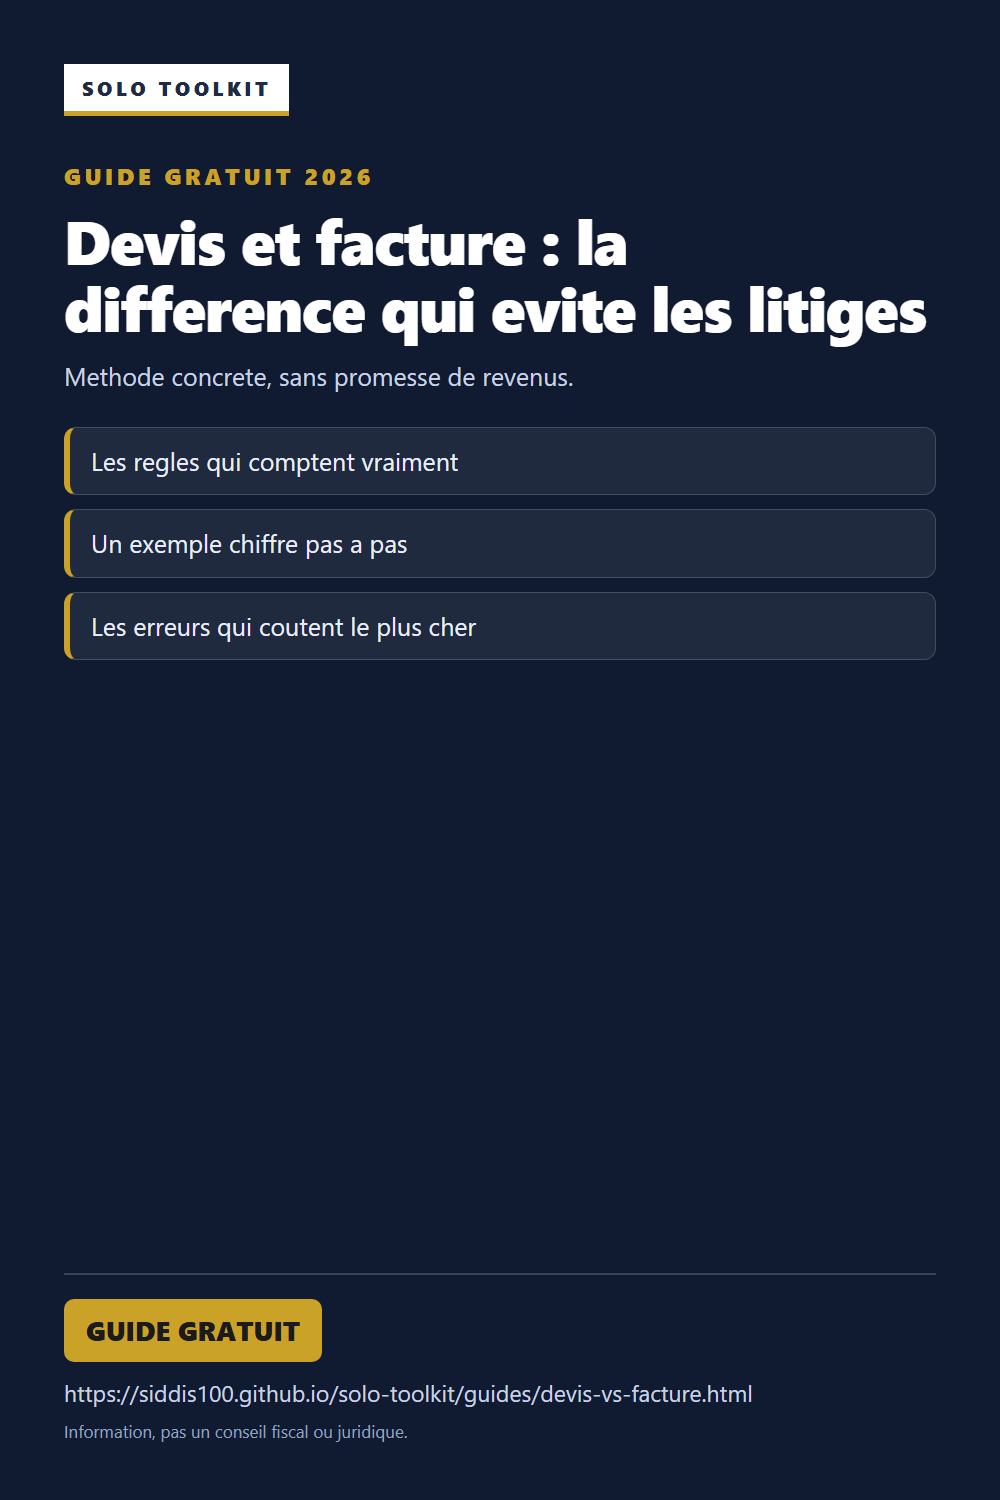 SOLO TOOLKIT
GUIDE GRATUIT 2026
Devis et facture : la
difference qui evite les litiges
Methode concrete, sans promesse de revenus.
Les regles qui comptent vraiment
Un exemple chiffre pas a pas
Les erreurs qui coutent le plus cher
GUIDE GRATUIT
https://siddis100.github.io/solo-toolkit/guides/devis-vs-facture.html
Information, pas un conseil fiscal ou juridique.